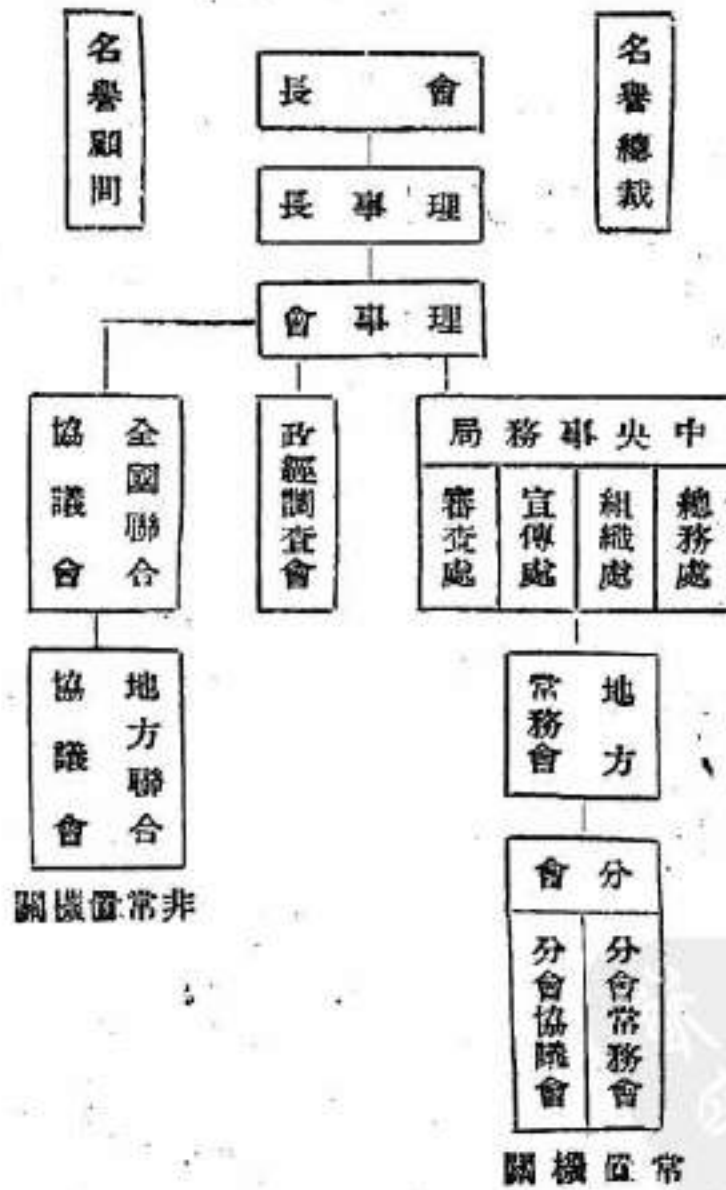 名譽總裁
會長
名譽顧問
理事長
理事會
中央事務局
總務處
組織處
宣傳處
審査處
政經調査會
全國聯合
協議會
地方
常務會
地方聯合
協議會
分會
分會常務會
分會協議會
非常置機關
常置機關